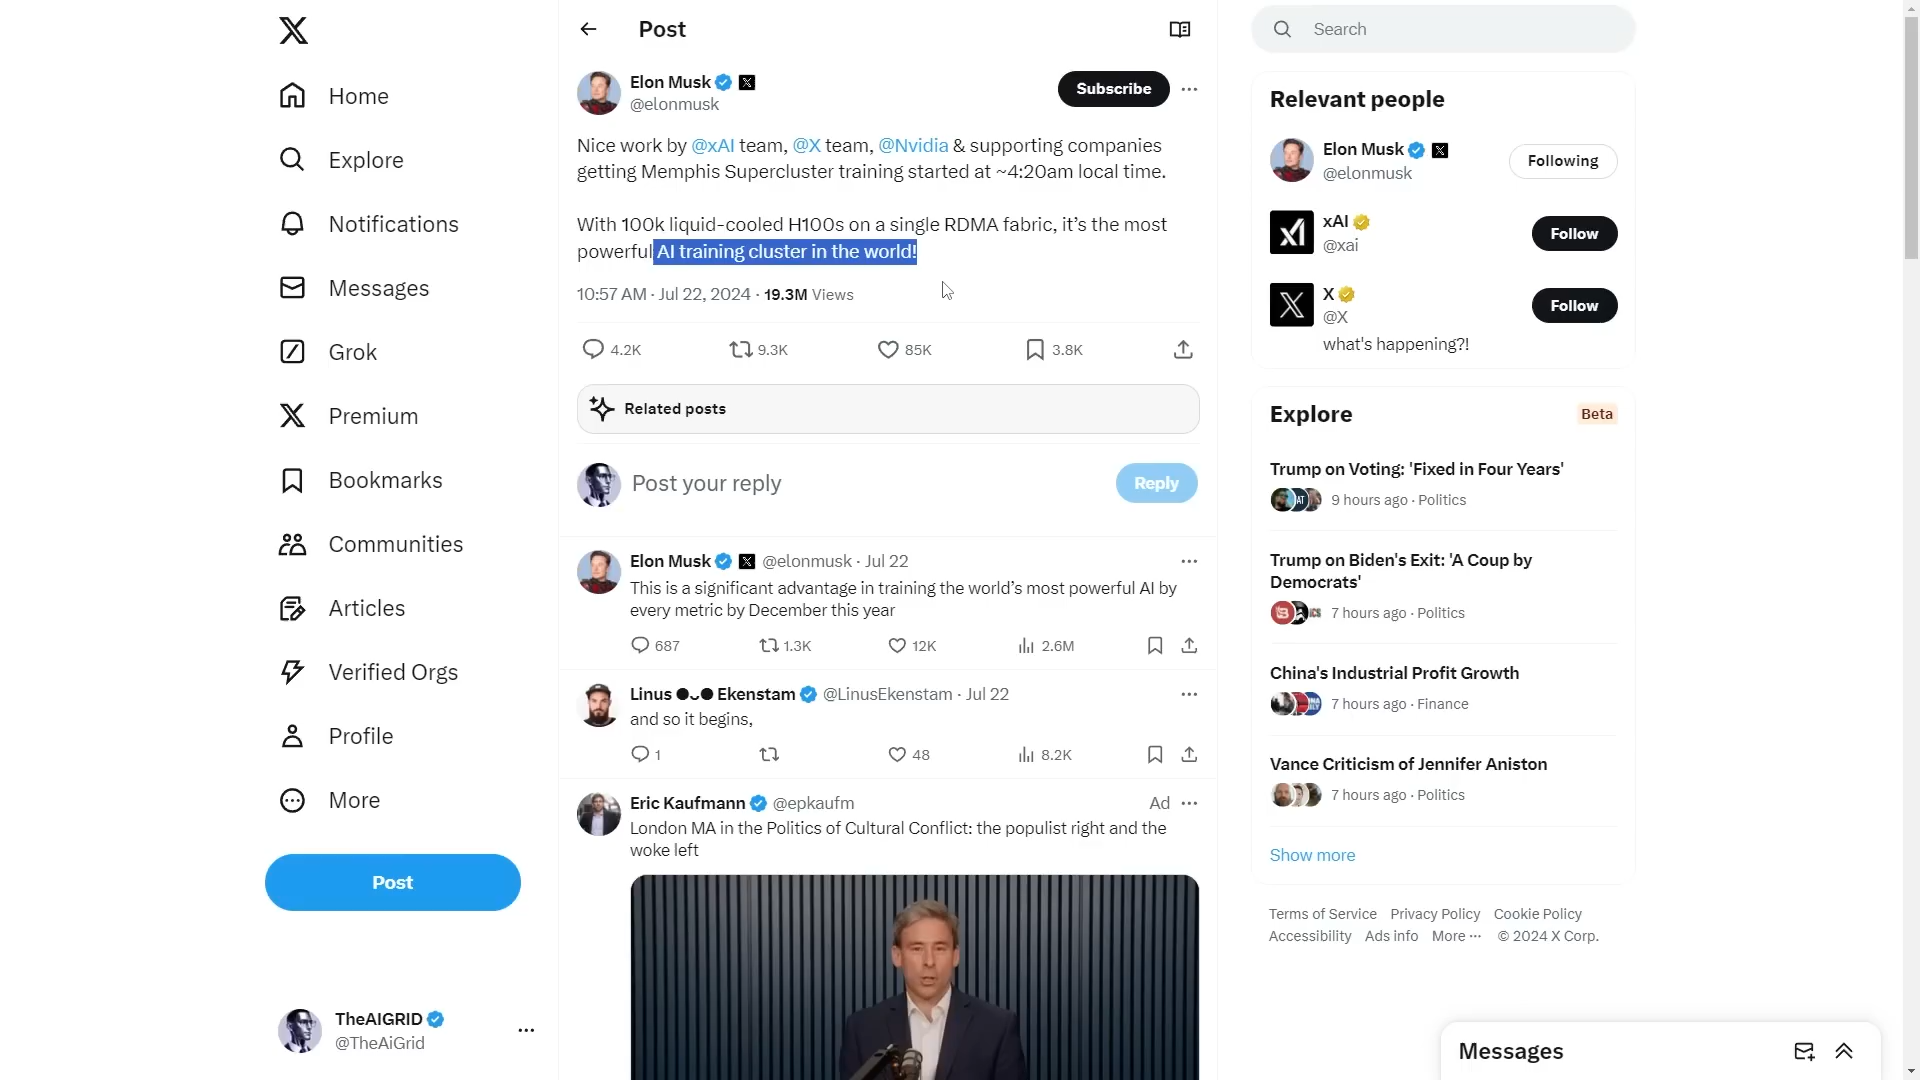 Home
Explore
Notifications
Messages
Grok
Premium
Bookmarks
Communities
Articles
Verified Orgs
Profile
More
Post
TheAIGRID
@TheAiGrid
Post
Elon Musk
@elonmusk
Subscribe
Nice work by @xAI team, @X team, @Nvidia & supporting companies
getting Memphis Supercluster training started at ~4:20am local time.
With 100k liquid-cooled H100s on a single RDMA fabric, it’s the most
powerful AI training cluster in the world!
10:57 AM · Jul 22, 2024 · 19.3M Views
4.2K 9.3K 85K 3.8K
Related posts
Post your reply
Reply
Elon Musk @elonmusk · Jul 22
This is a significant advantage in training the world’s most powerful AI by
every metric by December this year
687 1.3K 12K 2.6M
Linus ●ᴗ● Ekenstam @LinusEkenstam · Jul 22
and so it begins,
1 48 8.2K
Eric Kaufmann @epkaufm Ad
London MA in the Politics of Cultural Conflict: the populist right and the
woke left
Search
Relevant people
Elon Musk
@elonmusk
Following
xAI
@xai
Follow
X
@X
Follow
what's happening?!
Explore Beta
Trump on Voting: 'Fixed in Four Years'
9 hours ago · Politics
Trump on Biden's Exit: 'A Coup by
Democrats'
7 hours ago · Politics
China's Industrial Profit Growth
7 hours ago · Finance
Vance Criticism of Jennifer Aniston
7 hours ago · Politics
Show more
Terms of Service Privacy Policy Cookie Policy
Accessibility Ads info More ··· © 2024 X Corp.
Messages